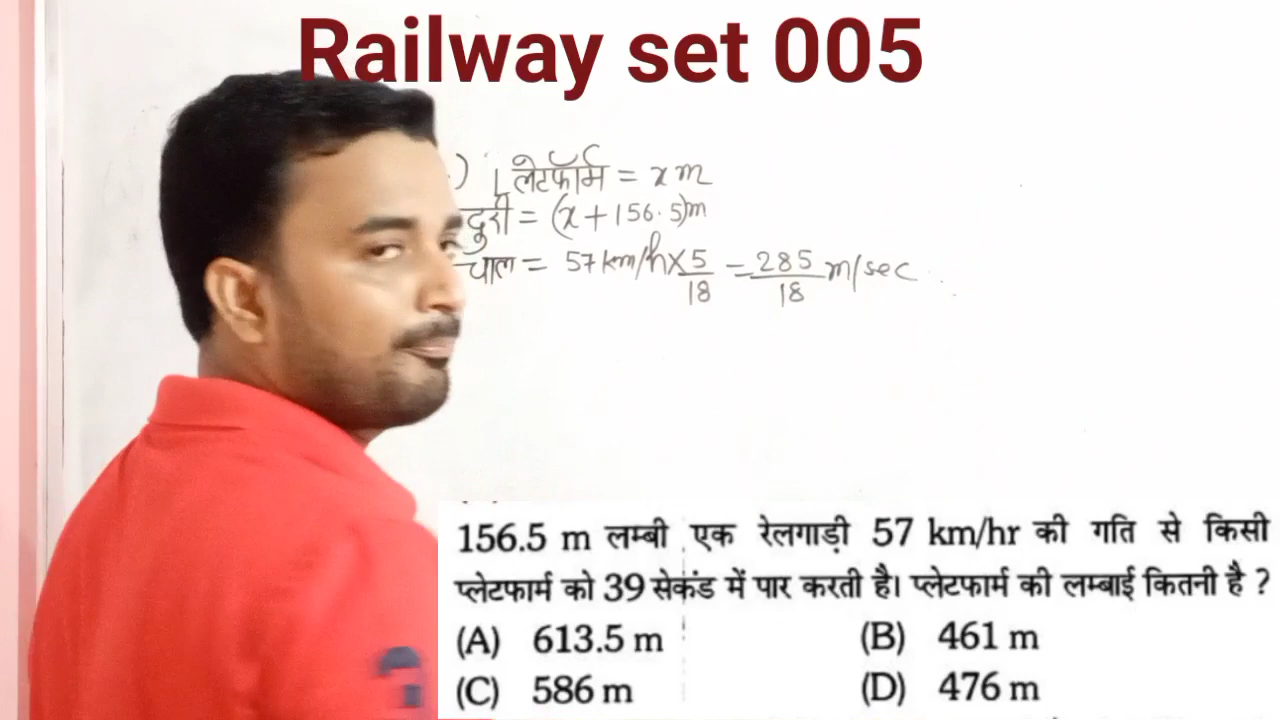 Railway set 005
) प्लेटफॉर्म = x m
दुरी = (x + 156.5)m
चाल = 57 km/h × 5/18 = 285/18 m/sec
156.5 m लम्बी एक रेलगाड़ी 57 km/hr की गति से किसी
प्लेटफार्म को 39 सेकंड में पार करती है। प्लेटफार्म की लम्बाई कितनी है ?
(A) 613.5 m (B) 461 m
(C) 586 m (D) 476 m